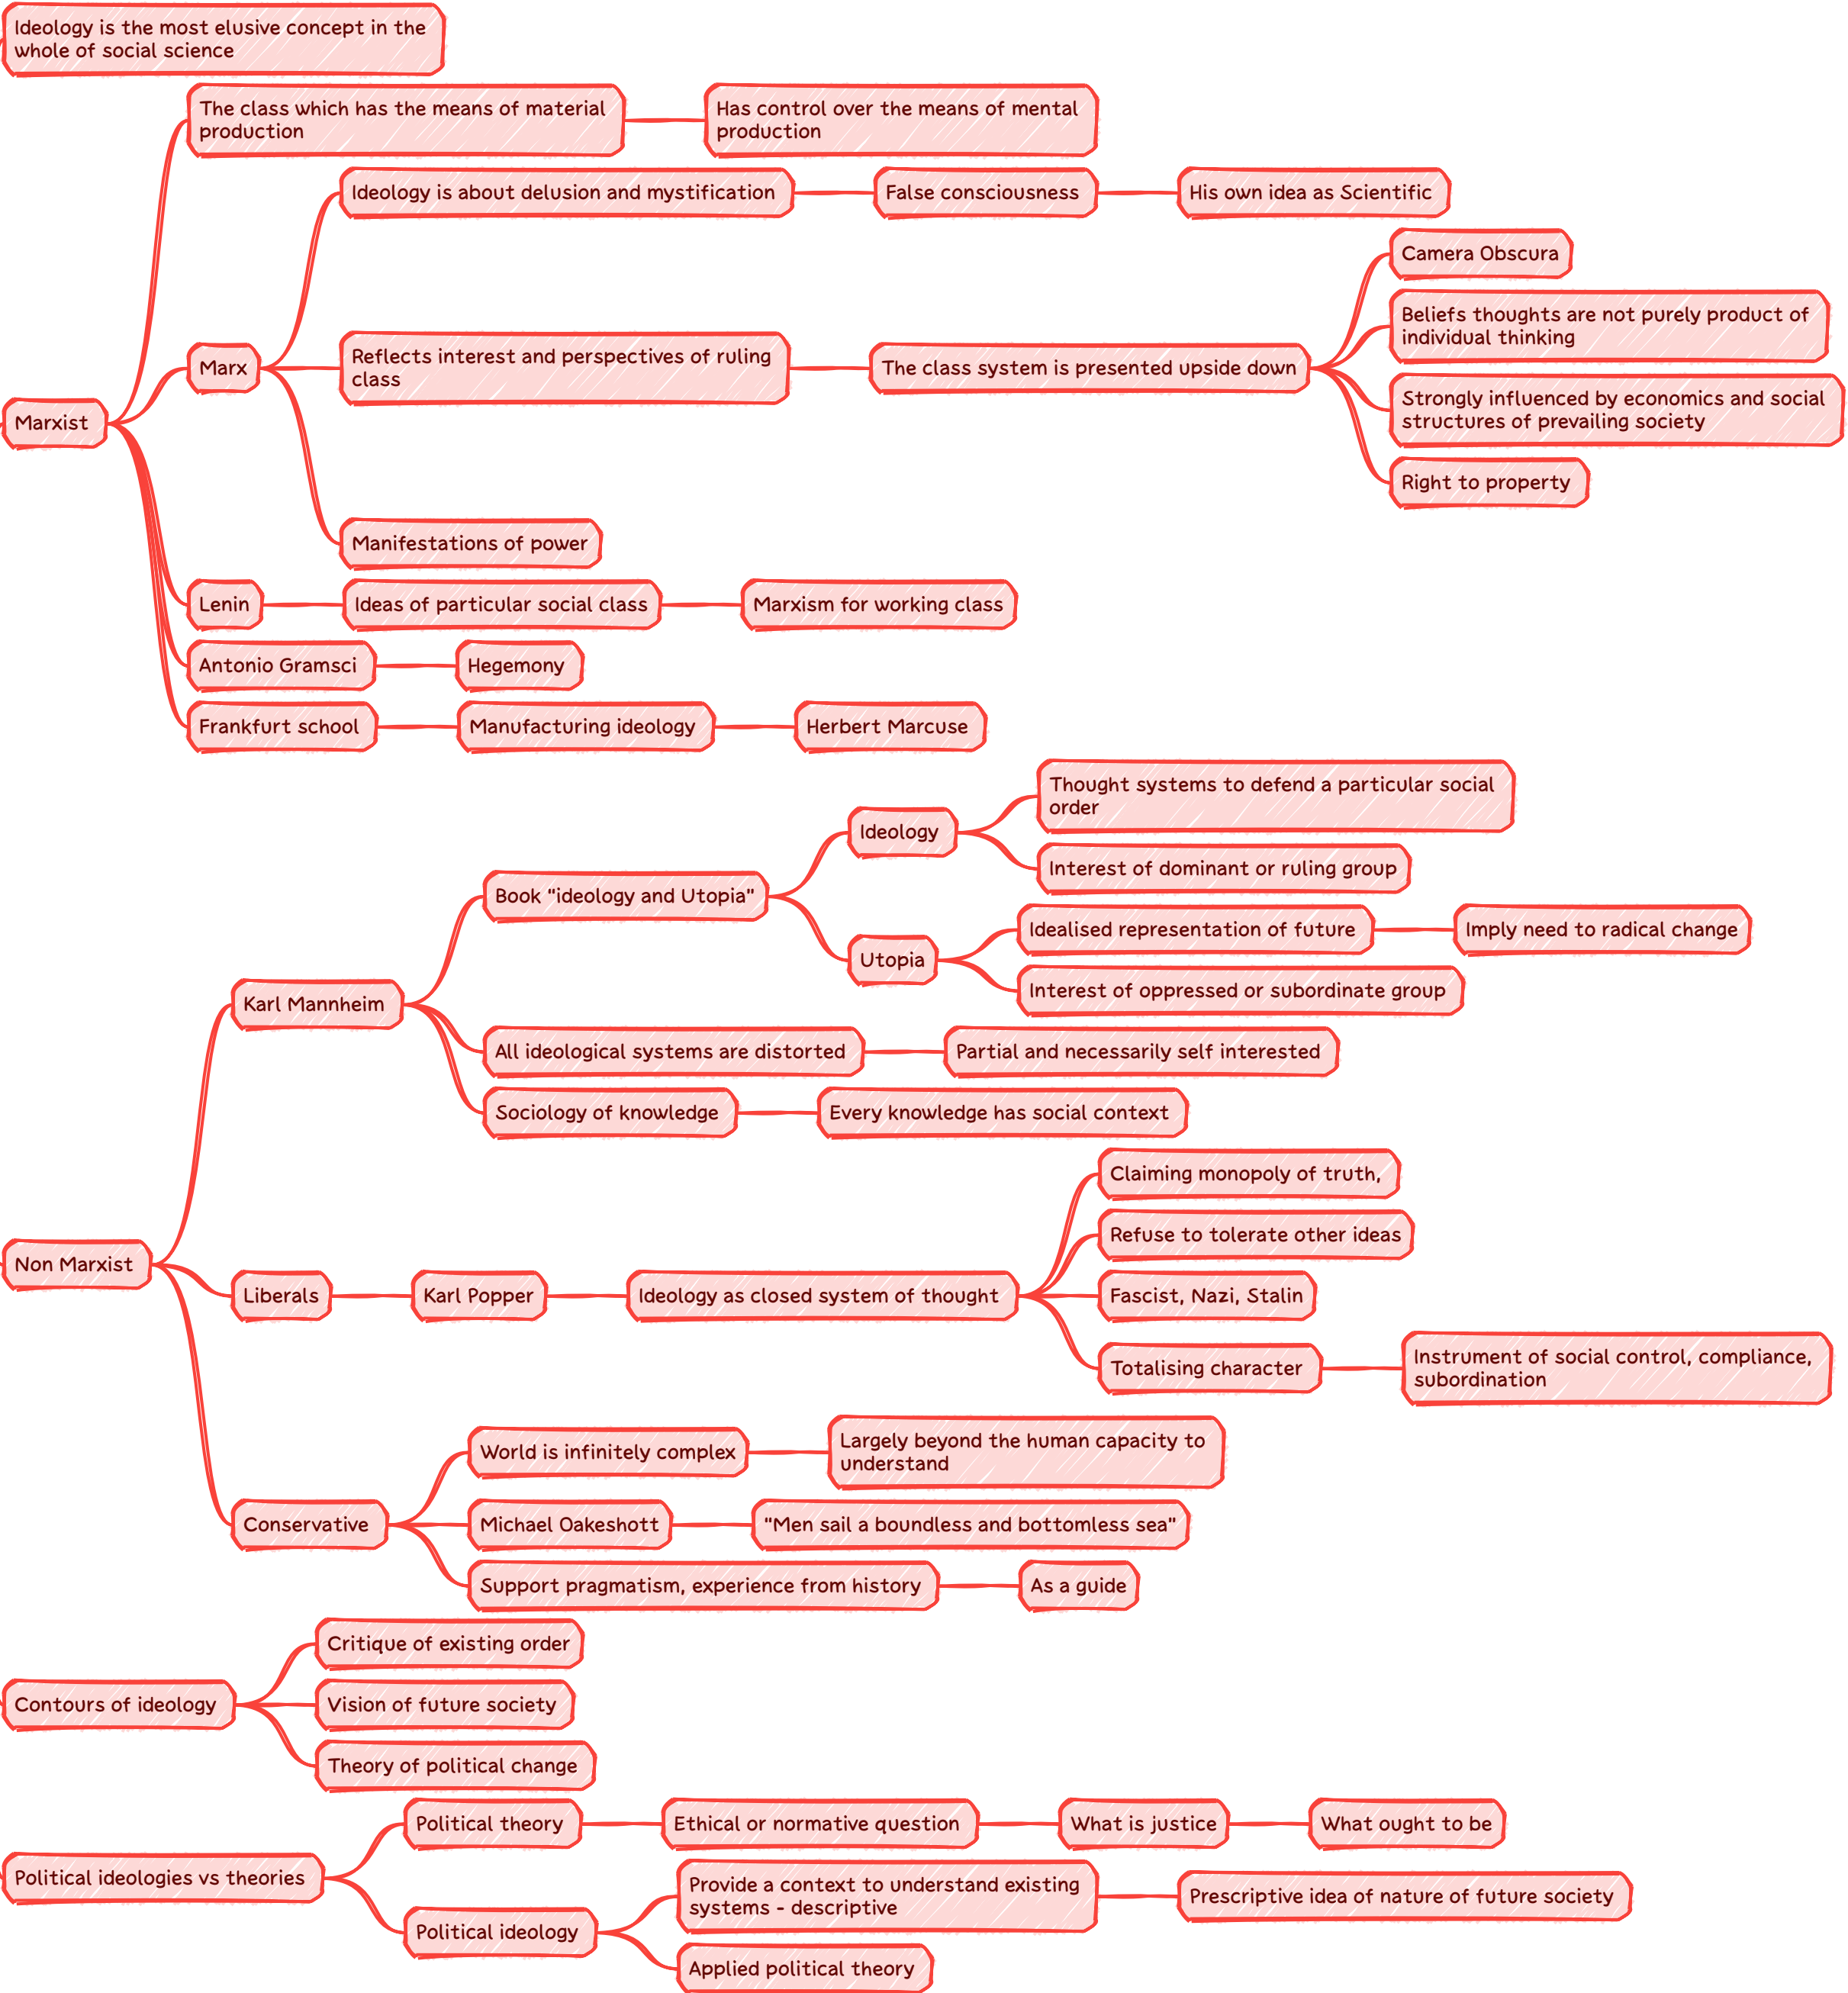 Ideology is the most elusive concept in the
whole of social science
The class which has the means of material
production
Has control over the means of mental
production
Ideology is about delusion and mystification
False consciousness
His own idea as Scientific
Camera Obscura
Beliefs thoughts are not purely product of
individual thinking
Marx
Reflects interest and perspectives of ruling
class
The class system is presented upside down
Strongly influenced by economics and social
structures of prevailing society
Marxist
Right to property
Manifestations of power
Lenin
Ideas of particular social class
Marxism for working class
Antonio Gramsci
Hegemony
Frankfurt school
Manufacturing ideology
Herbert Marcuse
Thought systems to defend a particular social
order
Ideology
Interest of dominant or ruling group
Book "ideology and Utopia"
Idealised representation of future
Imply need to radical change
Utopia
Interest of oppressed or subordinate group
Karl Mannheim
All ideological systems are distorted
Partial and necessarily self interested
Sociology of knowledge
Every knowledge has social context
Claiming monopoly of truth,
Refuse to tolerate other ideas
Non Marxist
Liberals
Karl Popper
Ideology as closed system of thought
Fascist, Nazi, Stalin
Totalising character
Instrument of social control, compliance,
subordination
World is infinitely complex
Largely beyond the human capacity to
understand
Conservative
Michael Oakeshott
"Men sail a boundless and bottomless sea"
Support pragmatism, experience from history
As a guide
Critique of existing order
Contours of ideology
Vision of future society
Theory of political change
Political theory
Ethical or normative question
What is justice
What ought to be
Political ideologies vs theories
Provide a context to understand existing
systems - descriptive
Prescriptive idea of nature of future society
Political ideology
Applied political theory